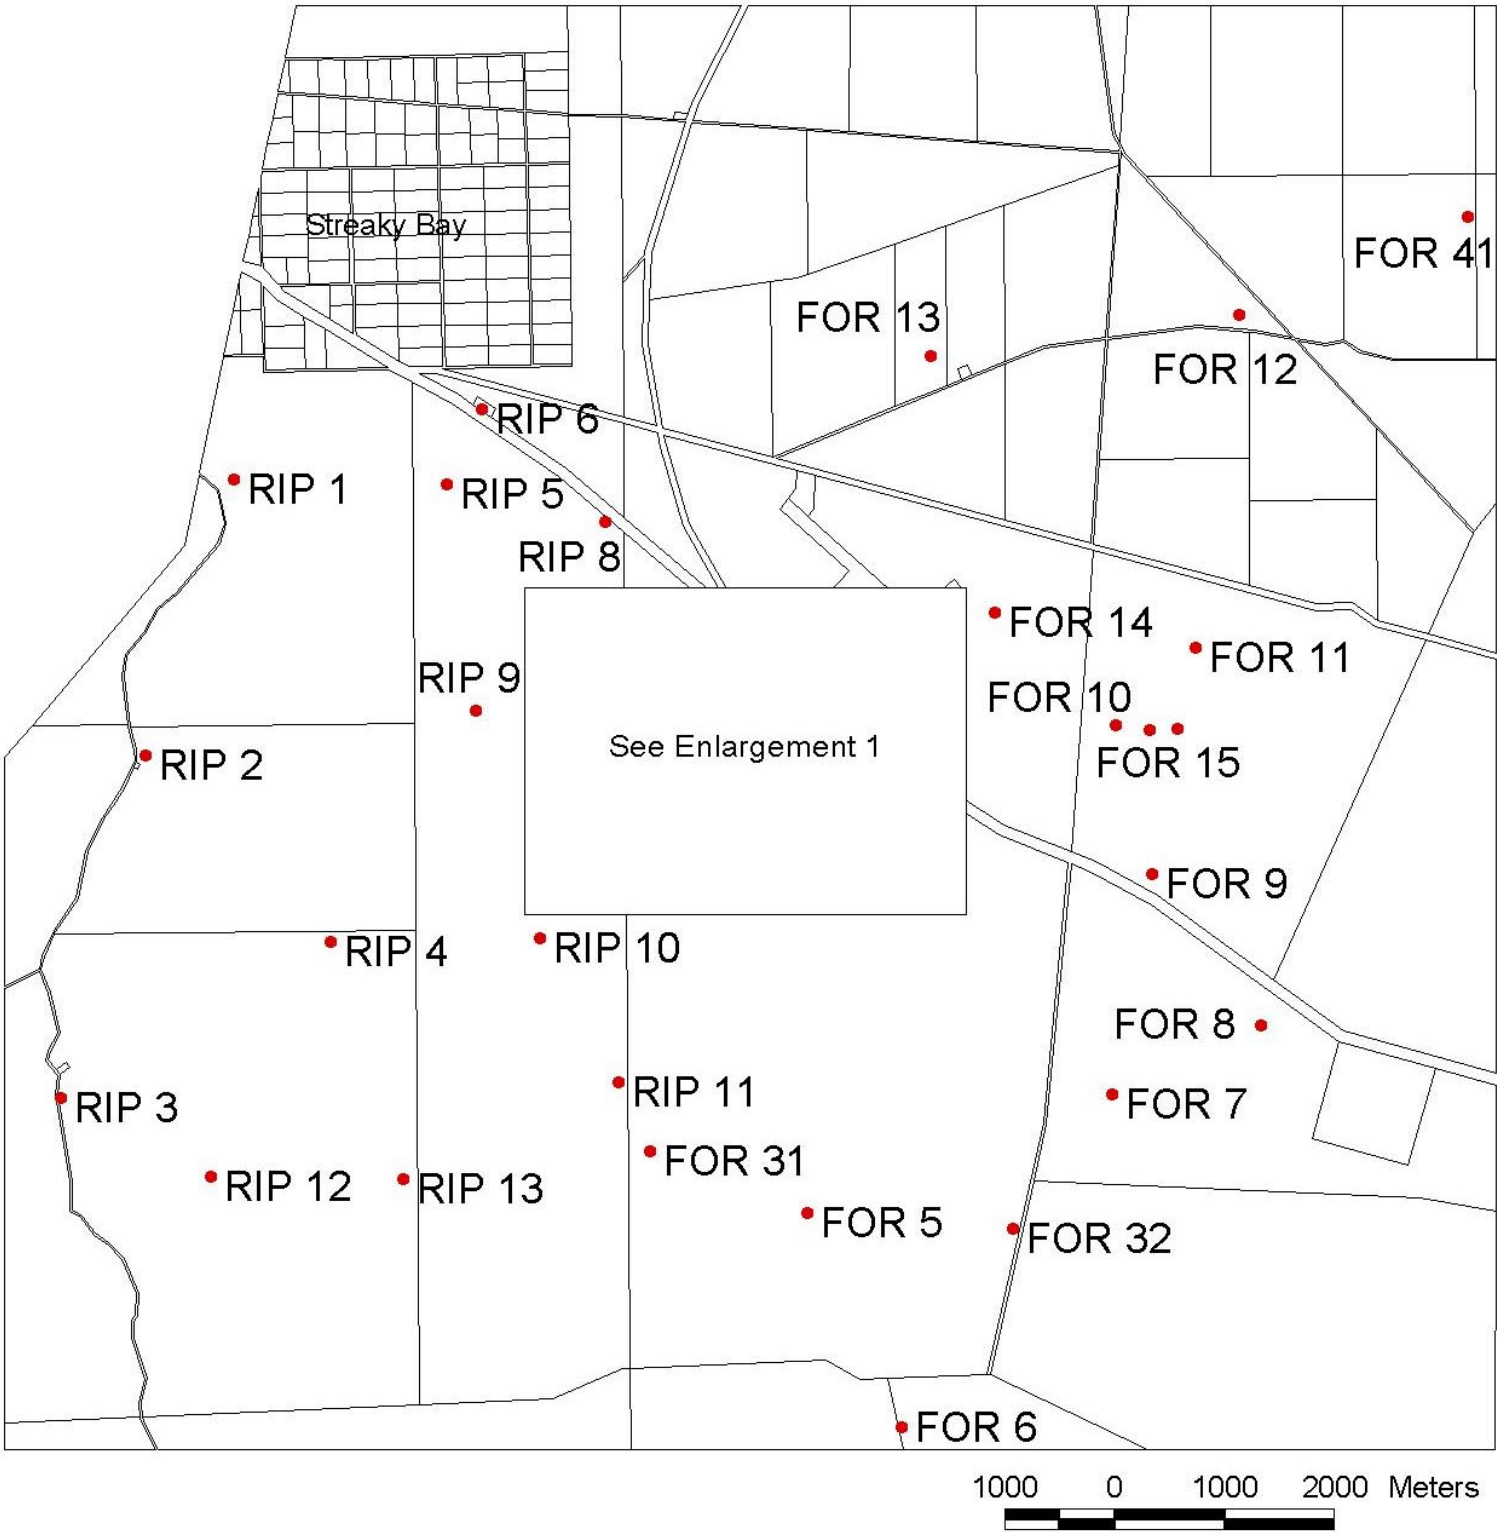 Streaky Bay
FOR 41
FOR 13
FOR 12
RIP 6
RIP 1
RIP 5
RIP 8
FOR 14
FOR 11
RIP 9
FOR 10
See Enlargement 1
RIP 2
FOR 15
FOR 9
RIP 4
RIP 10
FOR 8
RIP 11
FOR 7
RIP 3
FOR 31
RIP 12
RIP 13
FOR 5
FOR 32
FOR 6
1000 0 1000 2000 Meters